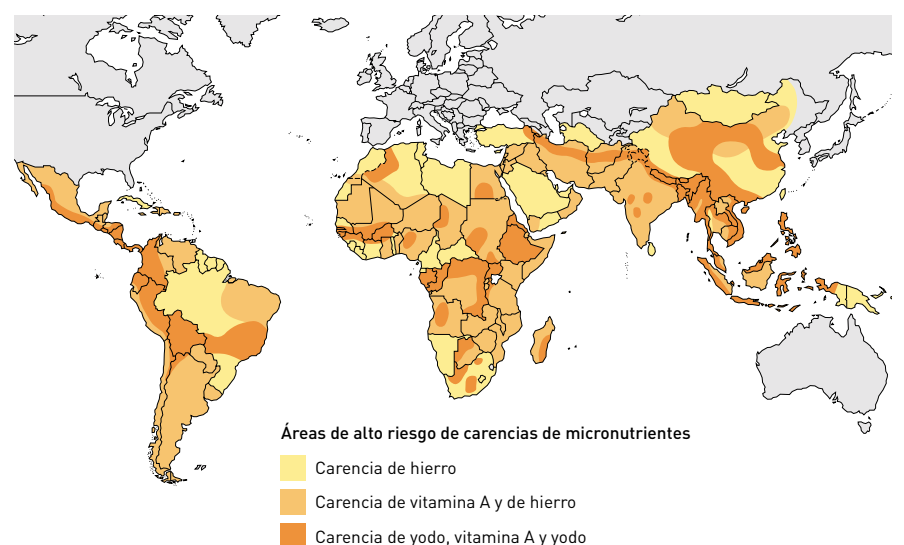 Áreas de alto riesgo de carencias de micronutrientes
Carencia de hierro
Carencia de vitamina A y de hierro
Carencia de yodo, vitamina A y yodo